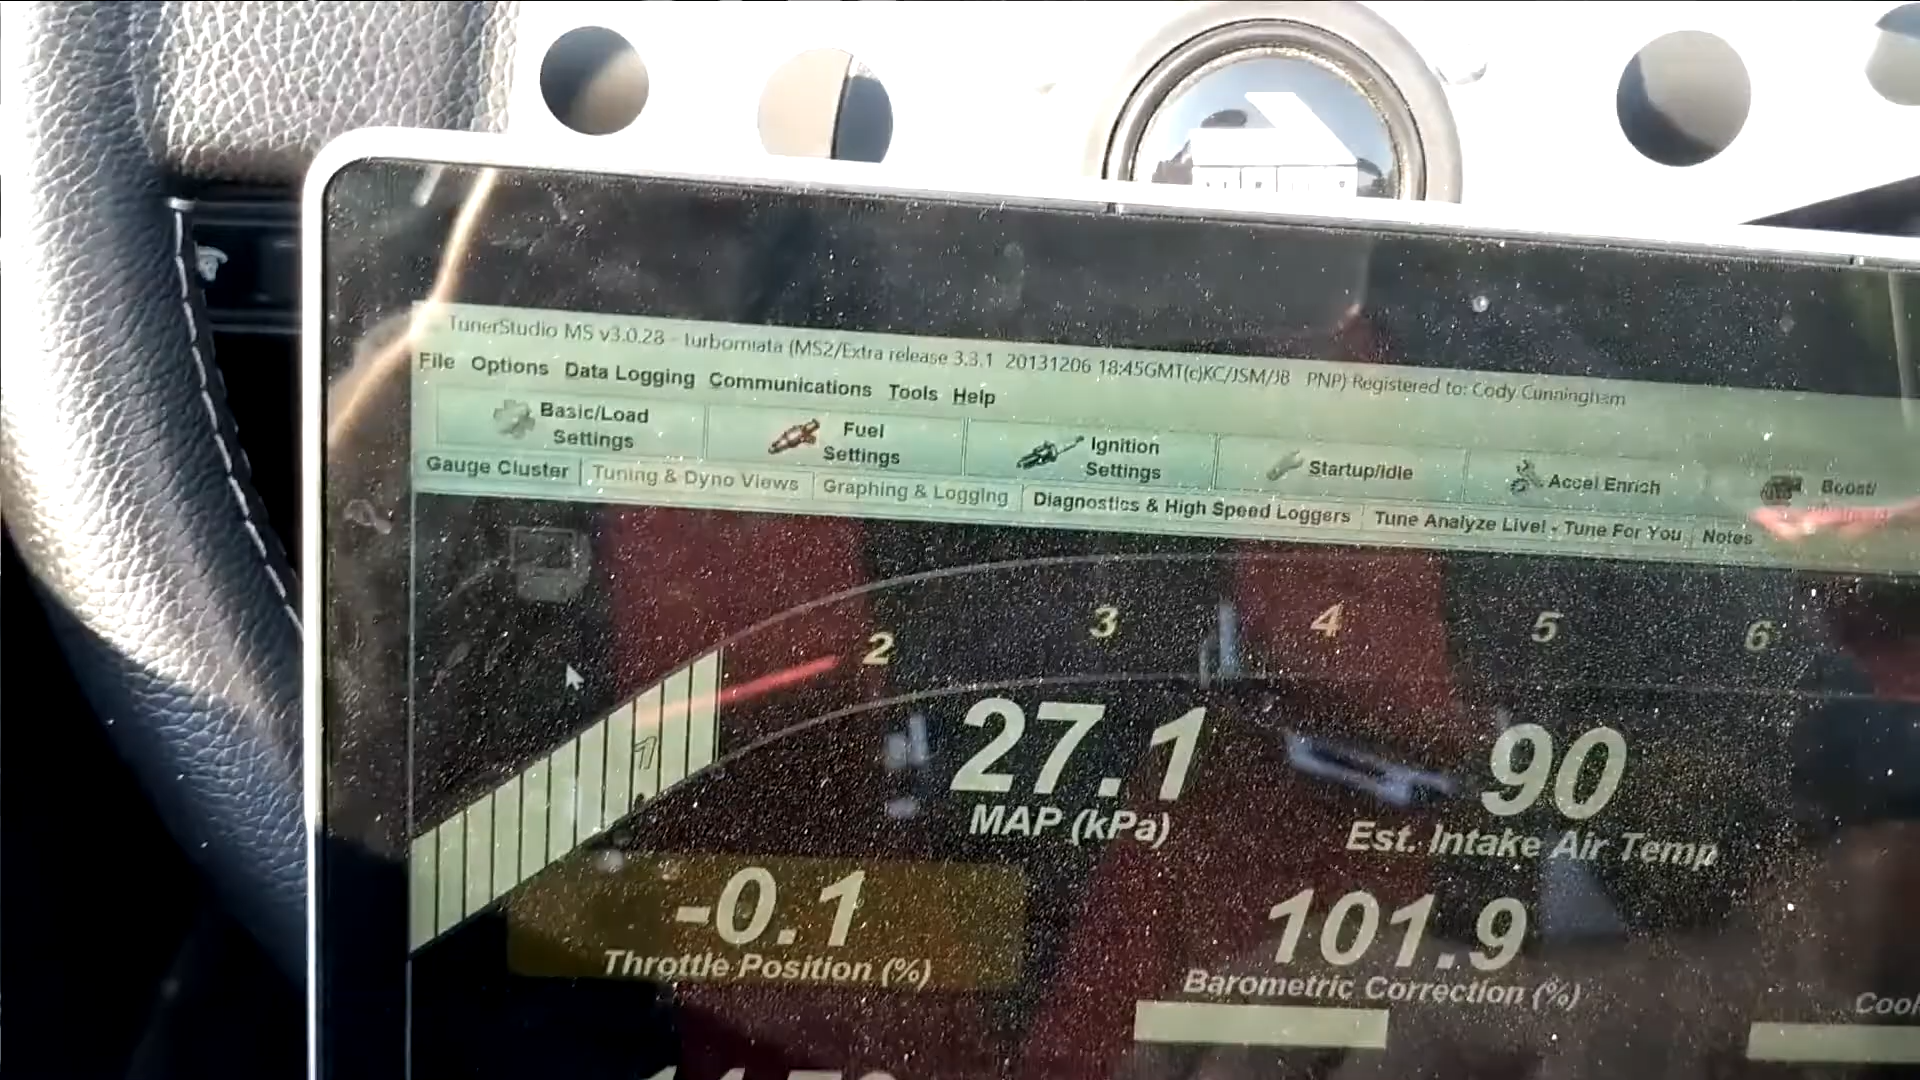 TunerStudio MS v3.0.28 - turbomiata (MS2/Extra release 3.3.1 20131206 18:45GMT(c)KC/JSM/JB PNP) Registered to: Cody Cunningham
File Options Data Logging Communications Tools Help
Basic/Load Settings
Fuel Settings
Ignition Settings
Startup/Idle
Accel Enrich
Boost/
Gauge Cluster Tuning & Dyno Views Graphing & Logging Diagnostics & High Speed Loggers Tune Analyze Live! - Tune For You Notes
1 2 3 4 5 6
27.1
MAP (kPa)
90
Est. Intake Air Temp
-0.1
Throttle Position (%)
101.9
Barometric Correction (%)
Cool